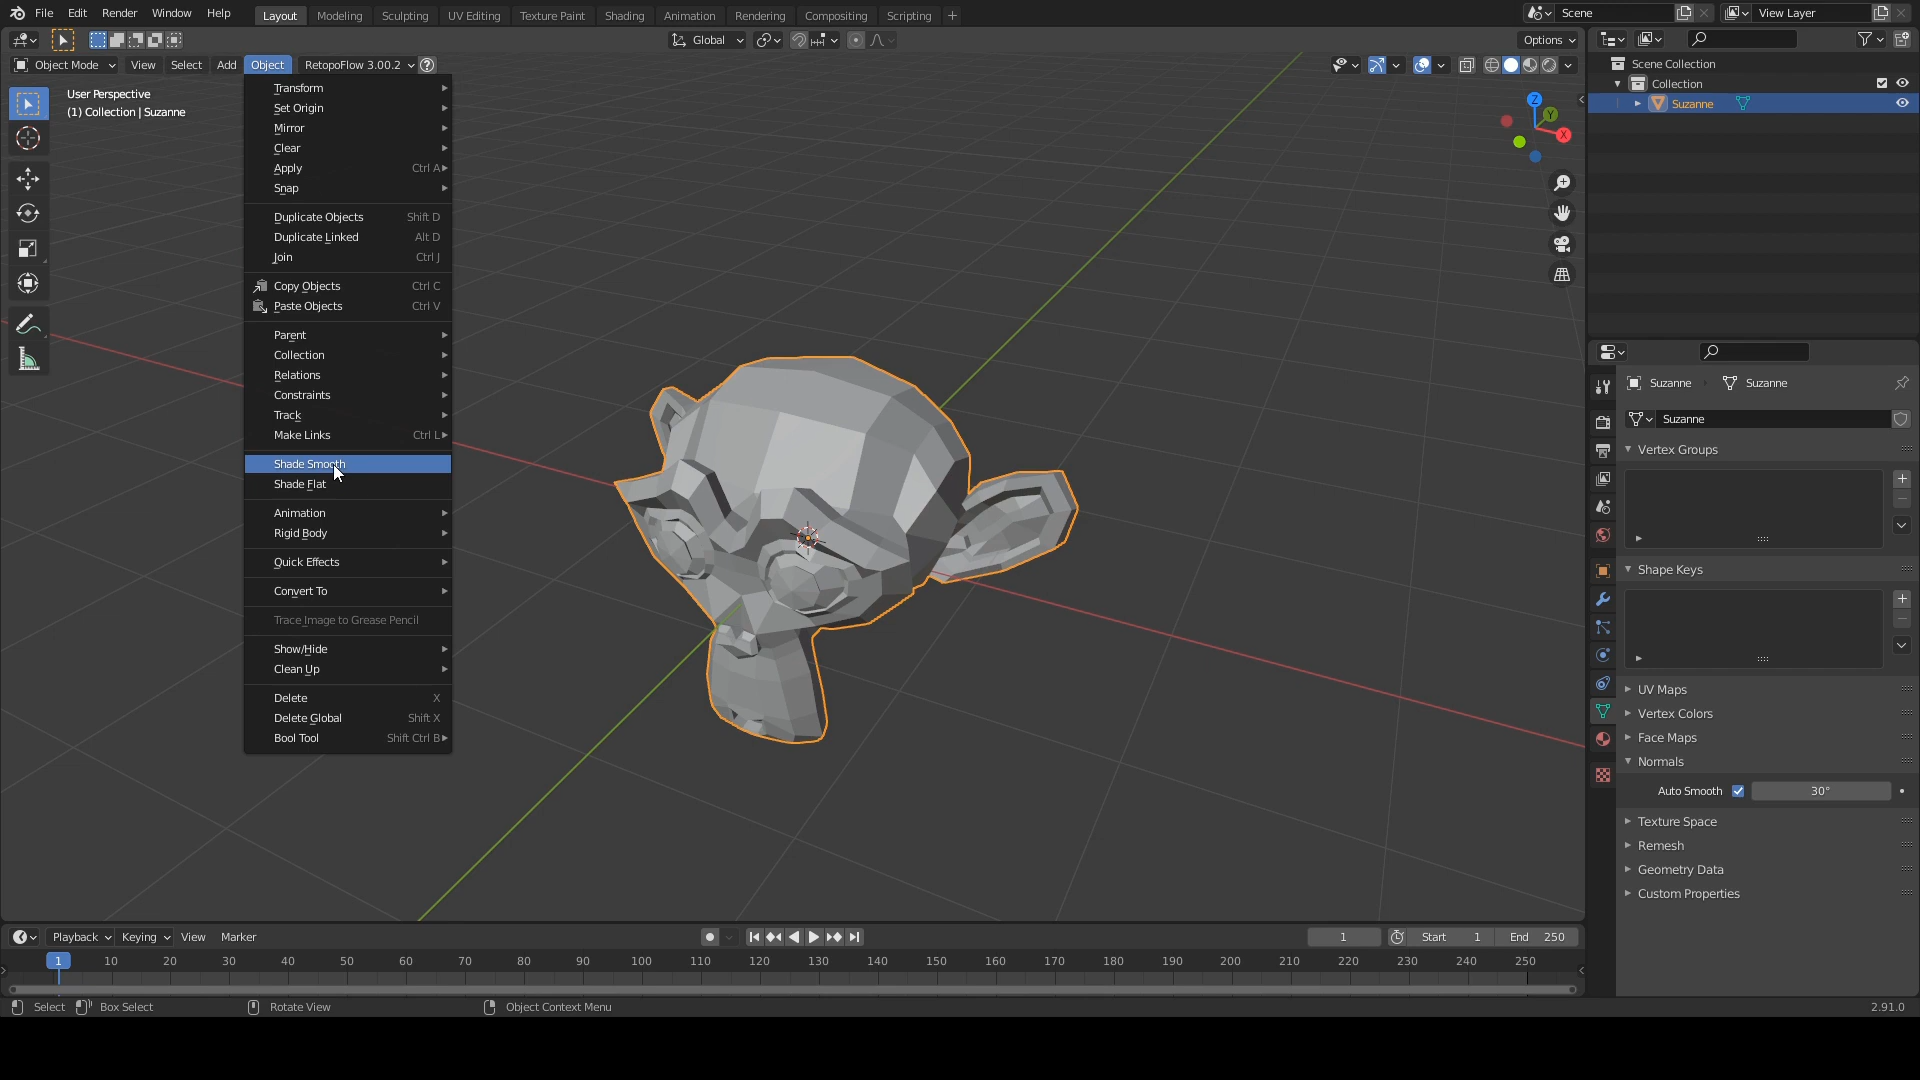 File Edit Render Window Help Layout Modeling Sculpting UV Editing Texture Paint Shading Animation Rendering Compositing Scripting + Scene View Layer
Global Options
Object Mode View Select Add Object RetopoFlow 3.00.2
User Perspective
(1) Collection | Suzanne
Transform
Set Origin
Mirror
Clear
Apply Ctrl A
Snap
Duplicate Objects Shift D
Duplicate Linked Alt D
Join Ctrl J
Copy Objects Ctrl C
Paste Objects Ctrl V
Parent
Collection
Relations
Constraints
Track
Make Links Ctrl L
Shade Smooth
Shade Flat
Animation
Rigid Body
Quick Effects
Convert To
Trace Image to Grease Pencil
Show/Hide
Clean Up
Delete X
Delete Global Shift X
Bool Tool Shift Ctrl B
Z
Y
X
Scene Collection
Collection
Suzanne
Suzanne Suzanne
Suzanne
Vertex Groups
Shape Keys
UV Maps
Vertex Colors
Face Maps
Normals
Auto Smooth 30°
Texture Space
Remesh
Geometry Data
Custom Properties
Playback Keying View Marker 1 Start 1 End 250
1 10 20 30 40 50 60 70 80 90 100 110 120 130 140 150 160 170 180 190 200 210 220 230 240 250
Select Box Select Rotate View Object Context Menu 2.91.0